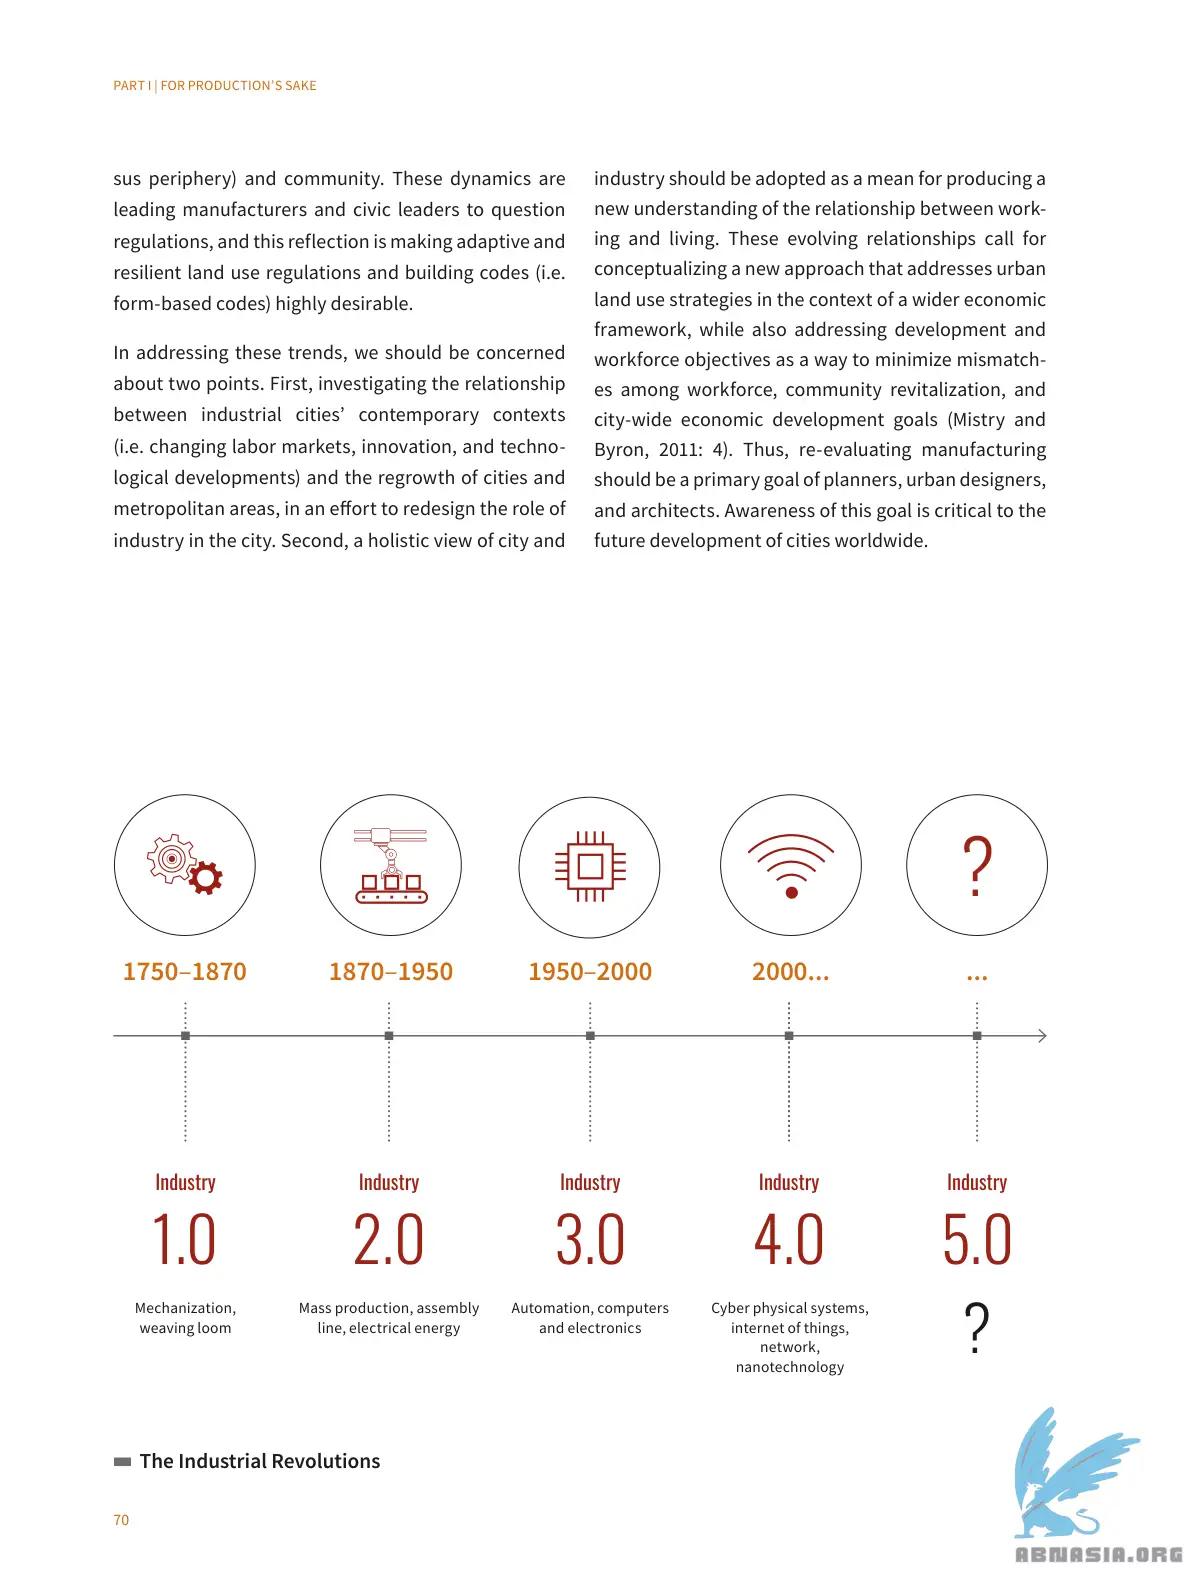 PART I | FOR PRODUCTION'S SAKE
sus periphery) and community. These dynamics are
leading manufacturers and civic leaders to question
regulations, and this reflection is making adaptive and
resilient land use regulations and building codes (i.e.
form-based codes) highly desirable.
In addressing these trends, we should be concerned
about two points. First, investigating the relationship
between industrial cities’ contemporary contexts
(i.e. changing labor markets, innovation, and techno-
logical developments) and the regrowth of cities and
metropolitan areas, in an effort to redesign the role of
industry in the city. Second, a holistic view of city and
industry should be adopted as a mean for producing a
new understanding of the relationship between work-
ing and living. These evolving relationships call for
conceptualizing a new approach that addresses urban
land use strategies in the context of a wider economic
framework, while also addressing development and
workforce objectives as a way to minimize mismatch-
es among workforce, community revitalization, and
city-wide economic development goals (Mistry and
Byron, 2011: 4). Thus, re-evaluating manufacturing
should be a primary goal of planners, urban designers,
and architects. Awareness of this goal is critical to the
future development of cities worldwide.
?
1750–1870
1870–1950
1950–2000
2000...
...
Industry
1.0
Mechanization,
weaving loom
Industry
2.0
Mass production, assembly
line, electrical energy
Industry
3.0
Automation, computers
and electronics
Industry
4.0
Cyber physical systems,
internet of things,
network,
nanotechnology
Industry
5.0
?
The Industrial Revolutions
70
ABNASIA.ORG